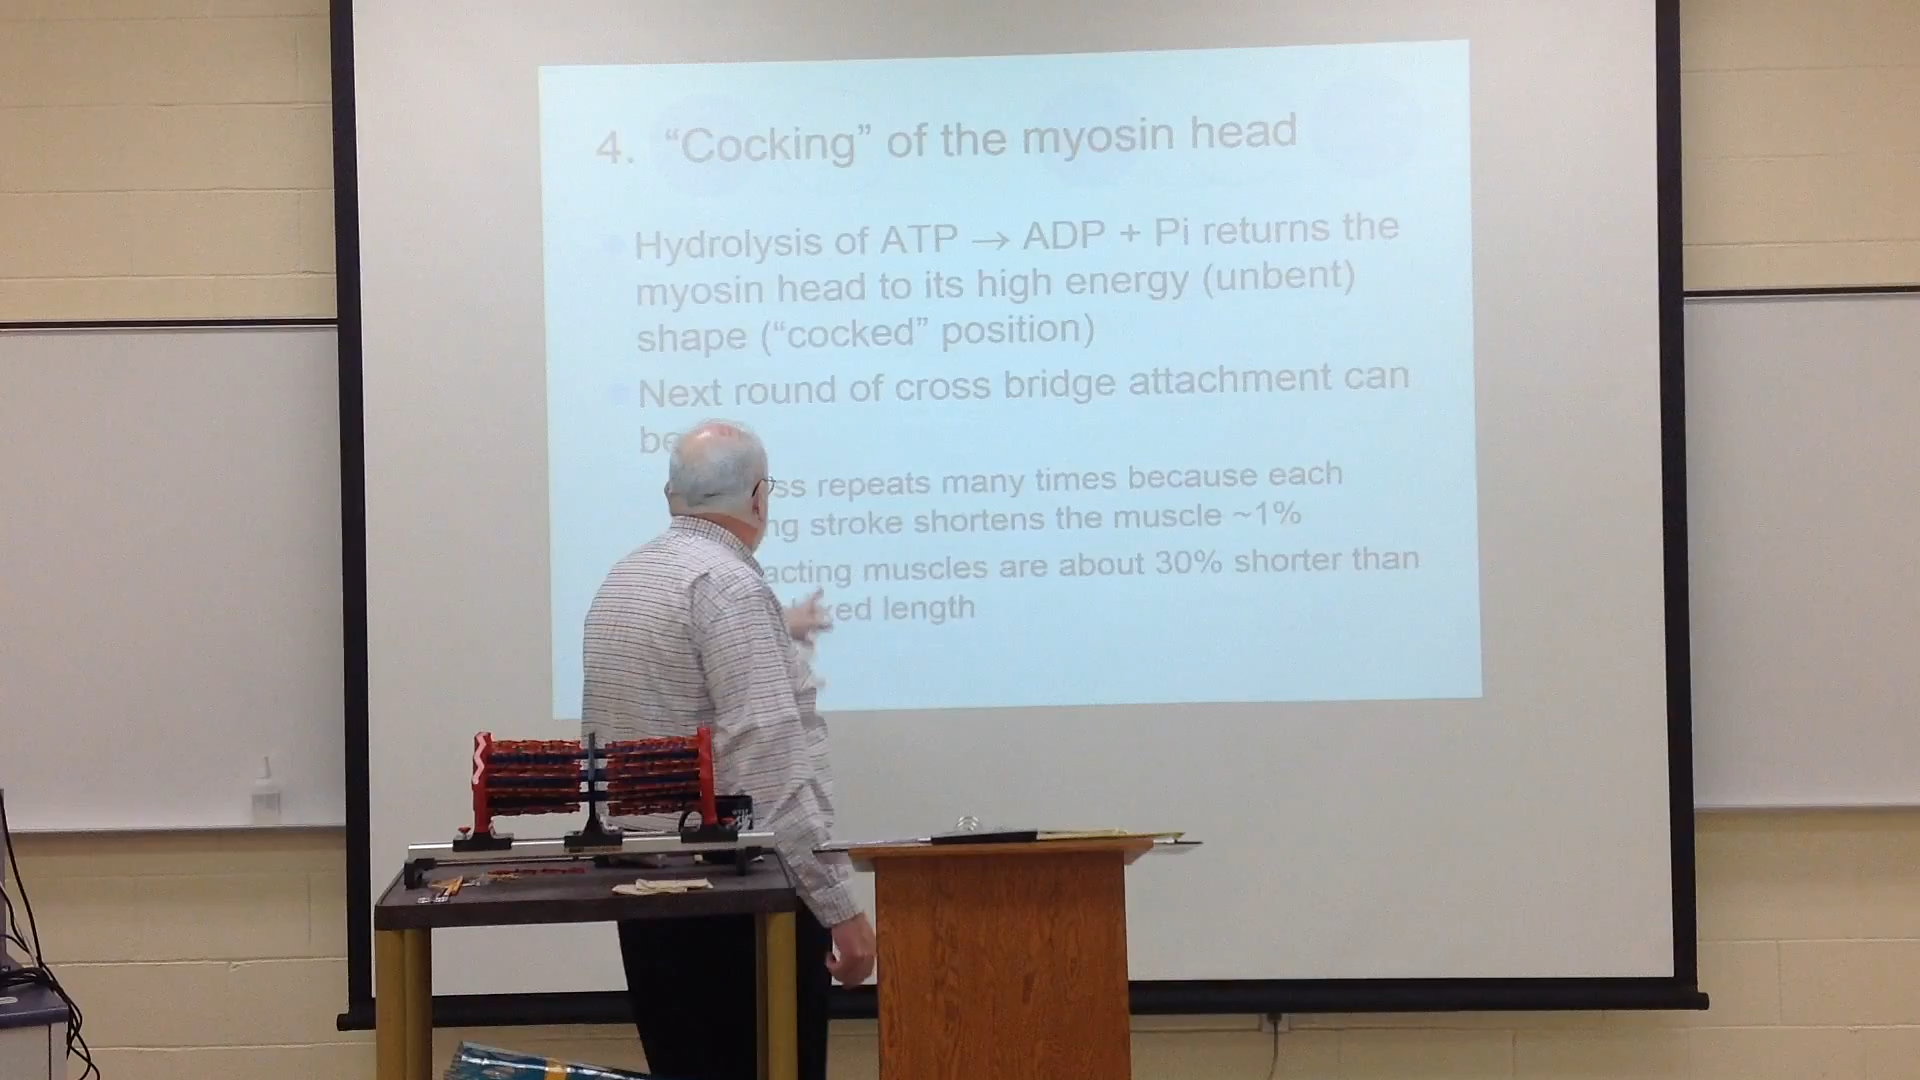 4. “Cocking” of the myosin head
Hydrolysis of ATP → ADP + Pi returns the
myosin head to its high energy (unbent)
shape (“cocked” position)
Next round of cross bridge attachment can
be
ss repeats many times because each
ng stroke shortens the muscle ~1%
acting muscles are about 30% shorter than
xed length